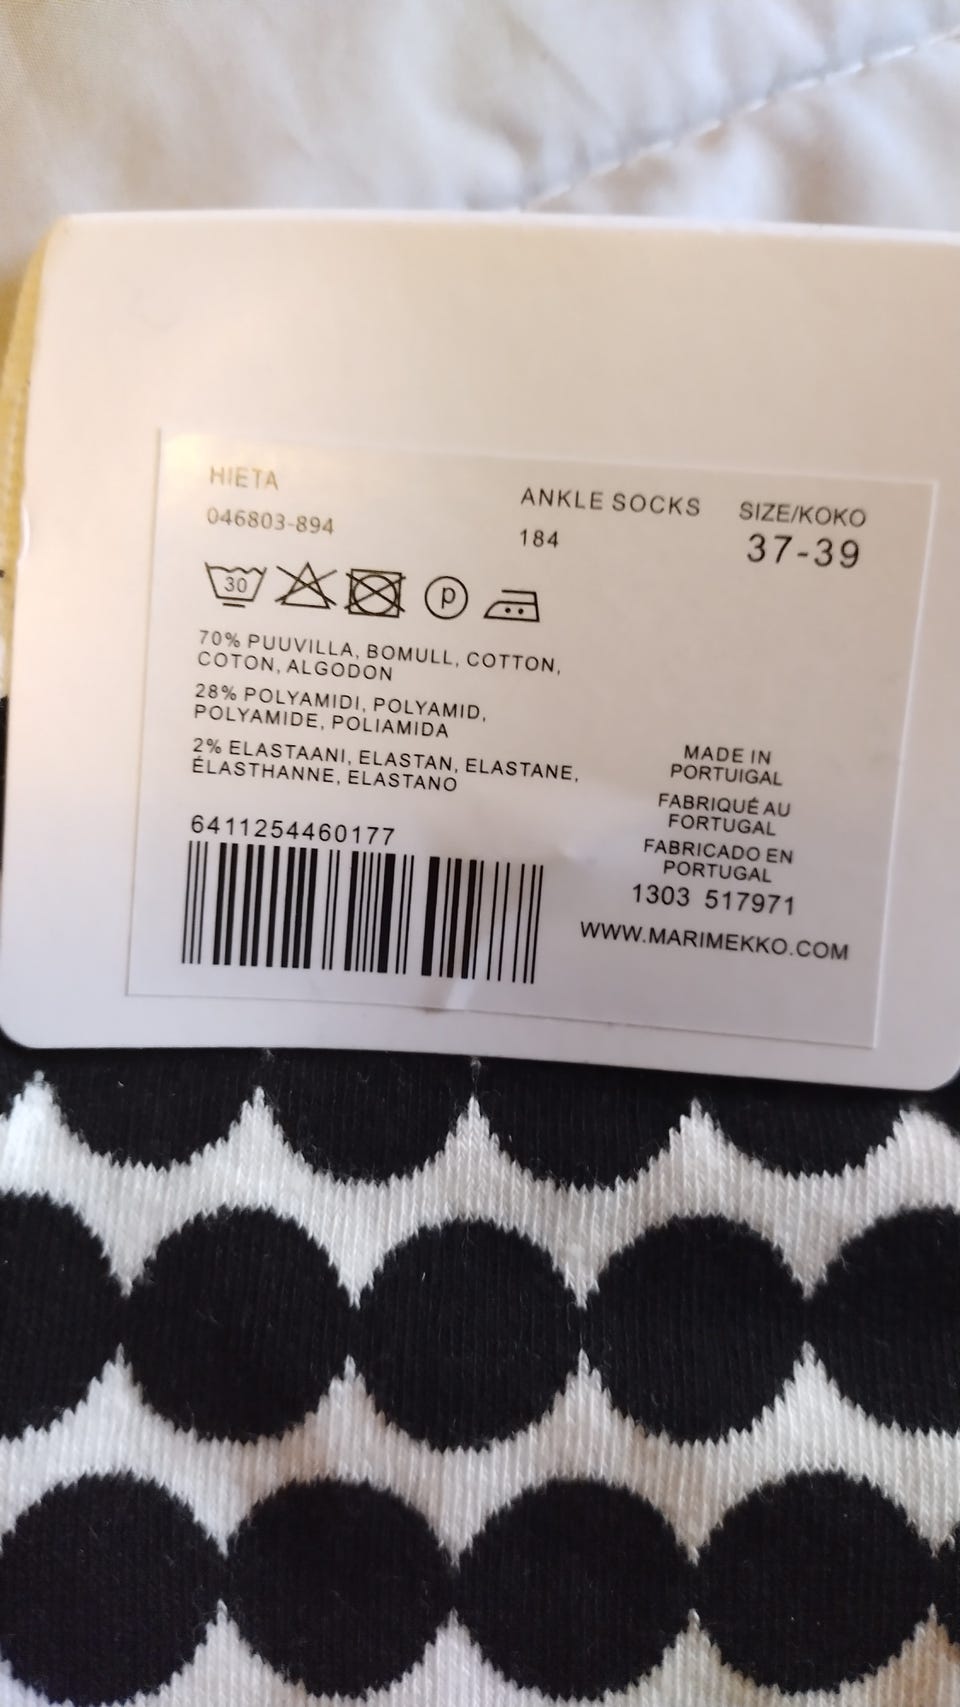 HIETA
046803-894
ANKLE SOCKS
184
SIZE/KOKO
37-39
30
P
70% PUUVILLA, BOMULL, COTTON,
COTON, ALGODON
28% POLYAMIDI, POLYAMID,
POLYAMIDE, POLIAMIDA
2% ELASTAANI, ELASTAN, ELASTANE,
ÉLASTHANNE, ELASTANO
6411254460177
MADE IN
PORTUIGAL
FABRIQUÉ AU
FORTUGAL
FABRICADO EN
PORTUGAL
1303 517971
WWW.MARIMEKKO.COM